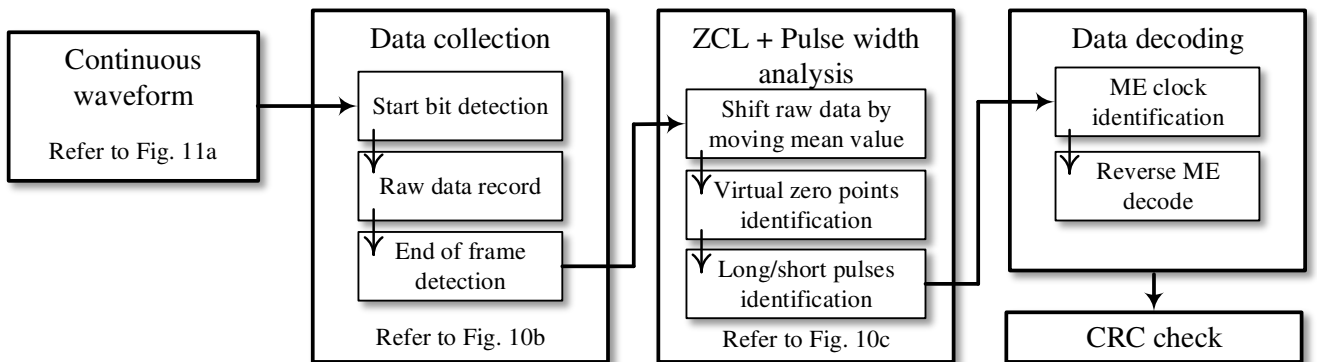 Continuous
waveform
Refer to Fig. 11a
Data collection
Start bit detection
Raw data record
End of frame
detection
Refer to Fig. 10b
ZCL + Pulse width
analysis
Shift raw data by
moving mean value
Virtual zero points
identification
Long/short pulses
identification
Refer to Fig. 10c
Data decoding
ME clock
identification
Reverse ME
decode
CRC check